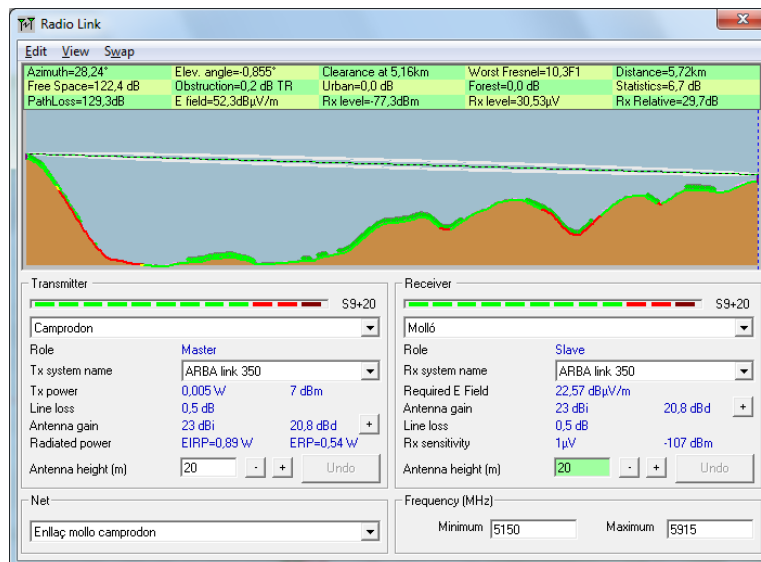 Radio Link
Edit View Swap
Azimuth=28,24° Elev. angle=-0,855° Clearance at 5,16km Worst Fresnel=10,3F1 Distance=5,72km
Free Space=122,4 dB Obstruction=0,2 dB TR Urban=0,0 dB Forest=0,0 dB Statistics=6,7 dB
PathLoss=129,3dB E field=52,3dBµV/m Rx level=-77,3dBm Rx level=30,53µV Rx Relative=29,7dB
Transmitter
S9+20
Camprodon
Role Master
Tx system name ARBA link 350
Tx power 0,005 W 7 dBm
Line loss 0,5 dB
Antenna gain 23 dBi 20,8 dBd +
Radiated power EIRP=0,89 W ERP=0,54 W
Antenna height (m) 20 - + Undo
Receiver
S9+20
Molló
Role Slave
Rx system name ARBA link 350
Required E Field 22,57 dBµV/m
Antenna gain 23 dBi 20,8 dBd +
Line loss 0,5 dB
Rx sensitivity 1µV -107 dBm
Antenna height (m) 20 - + Undo
Net
Enllaç mollo camprodon
Frequency (MHz)
Minimum 5150 Maximum 5915